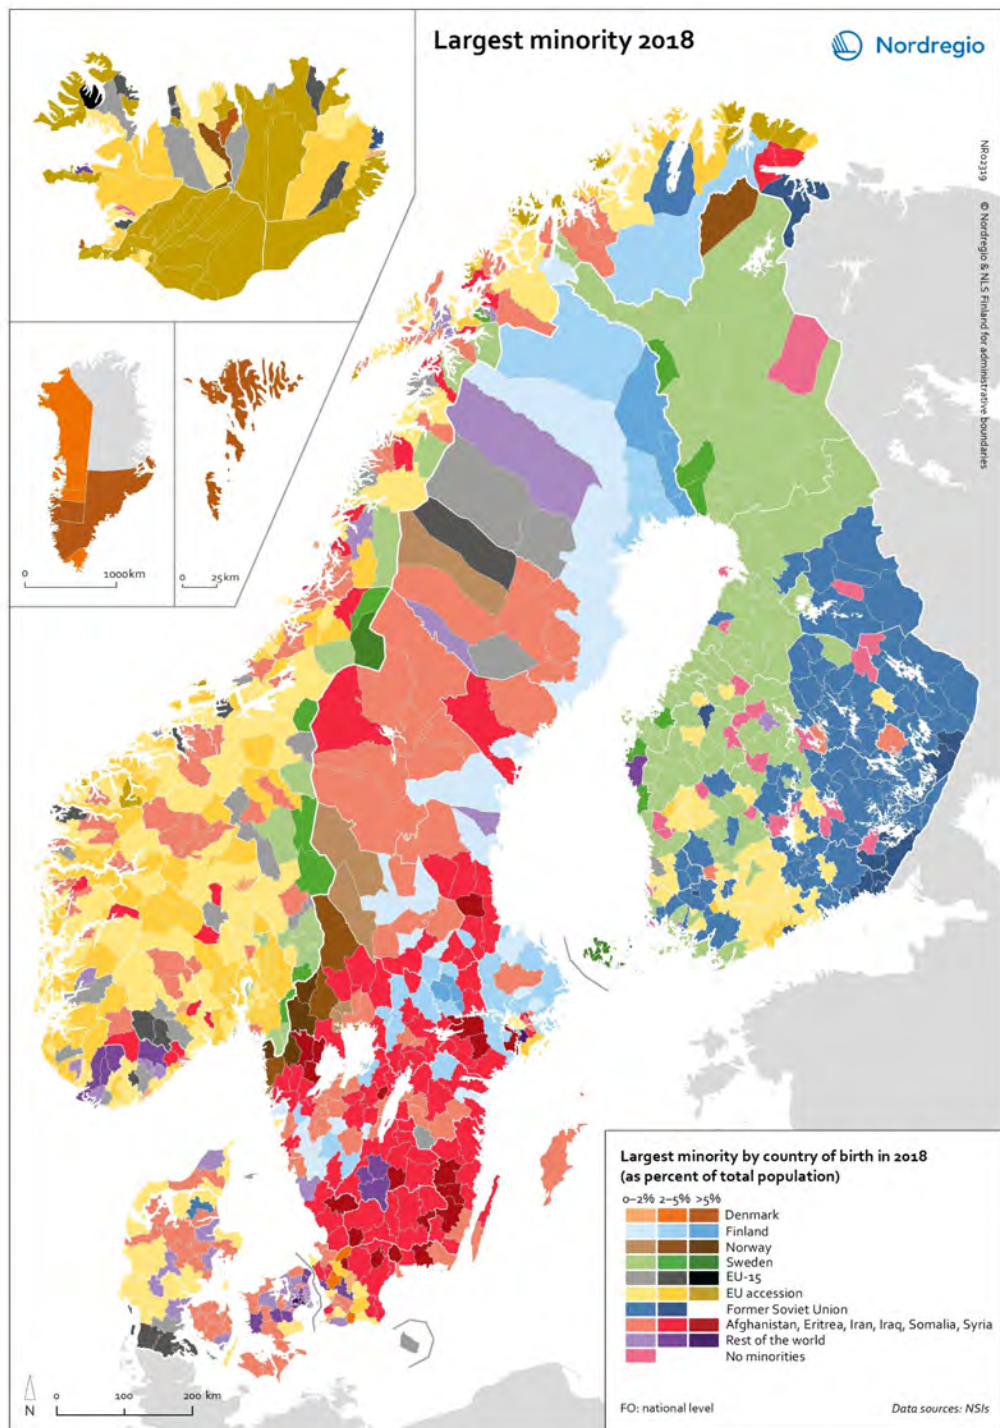 Largest minority 2018
Nordregio
NR02319 © Nordregio & NLS Finland for administrative boundaries
0 1000km
0 25km
Largest minority by country of birth in 2018
(as percent of total population)
0–2% 2–5% >5%
Denmark
Finland
Norway
Sweden
EU-15
EU accession
Former Soviet Union
Afghanistan, Eritrea, Iran, Iraq, Somalia, Syria
Rest of the world
No minorities
N
0 100 200 km
FO: national level
Data sources: NSIs